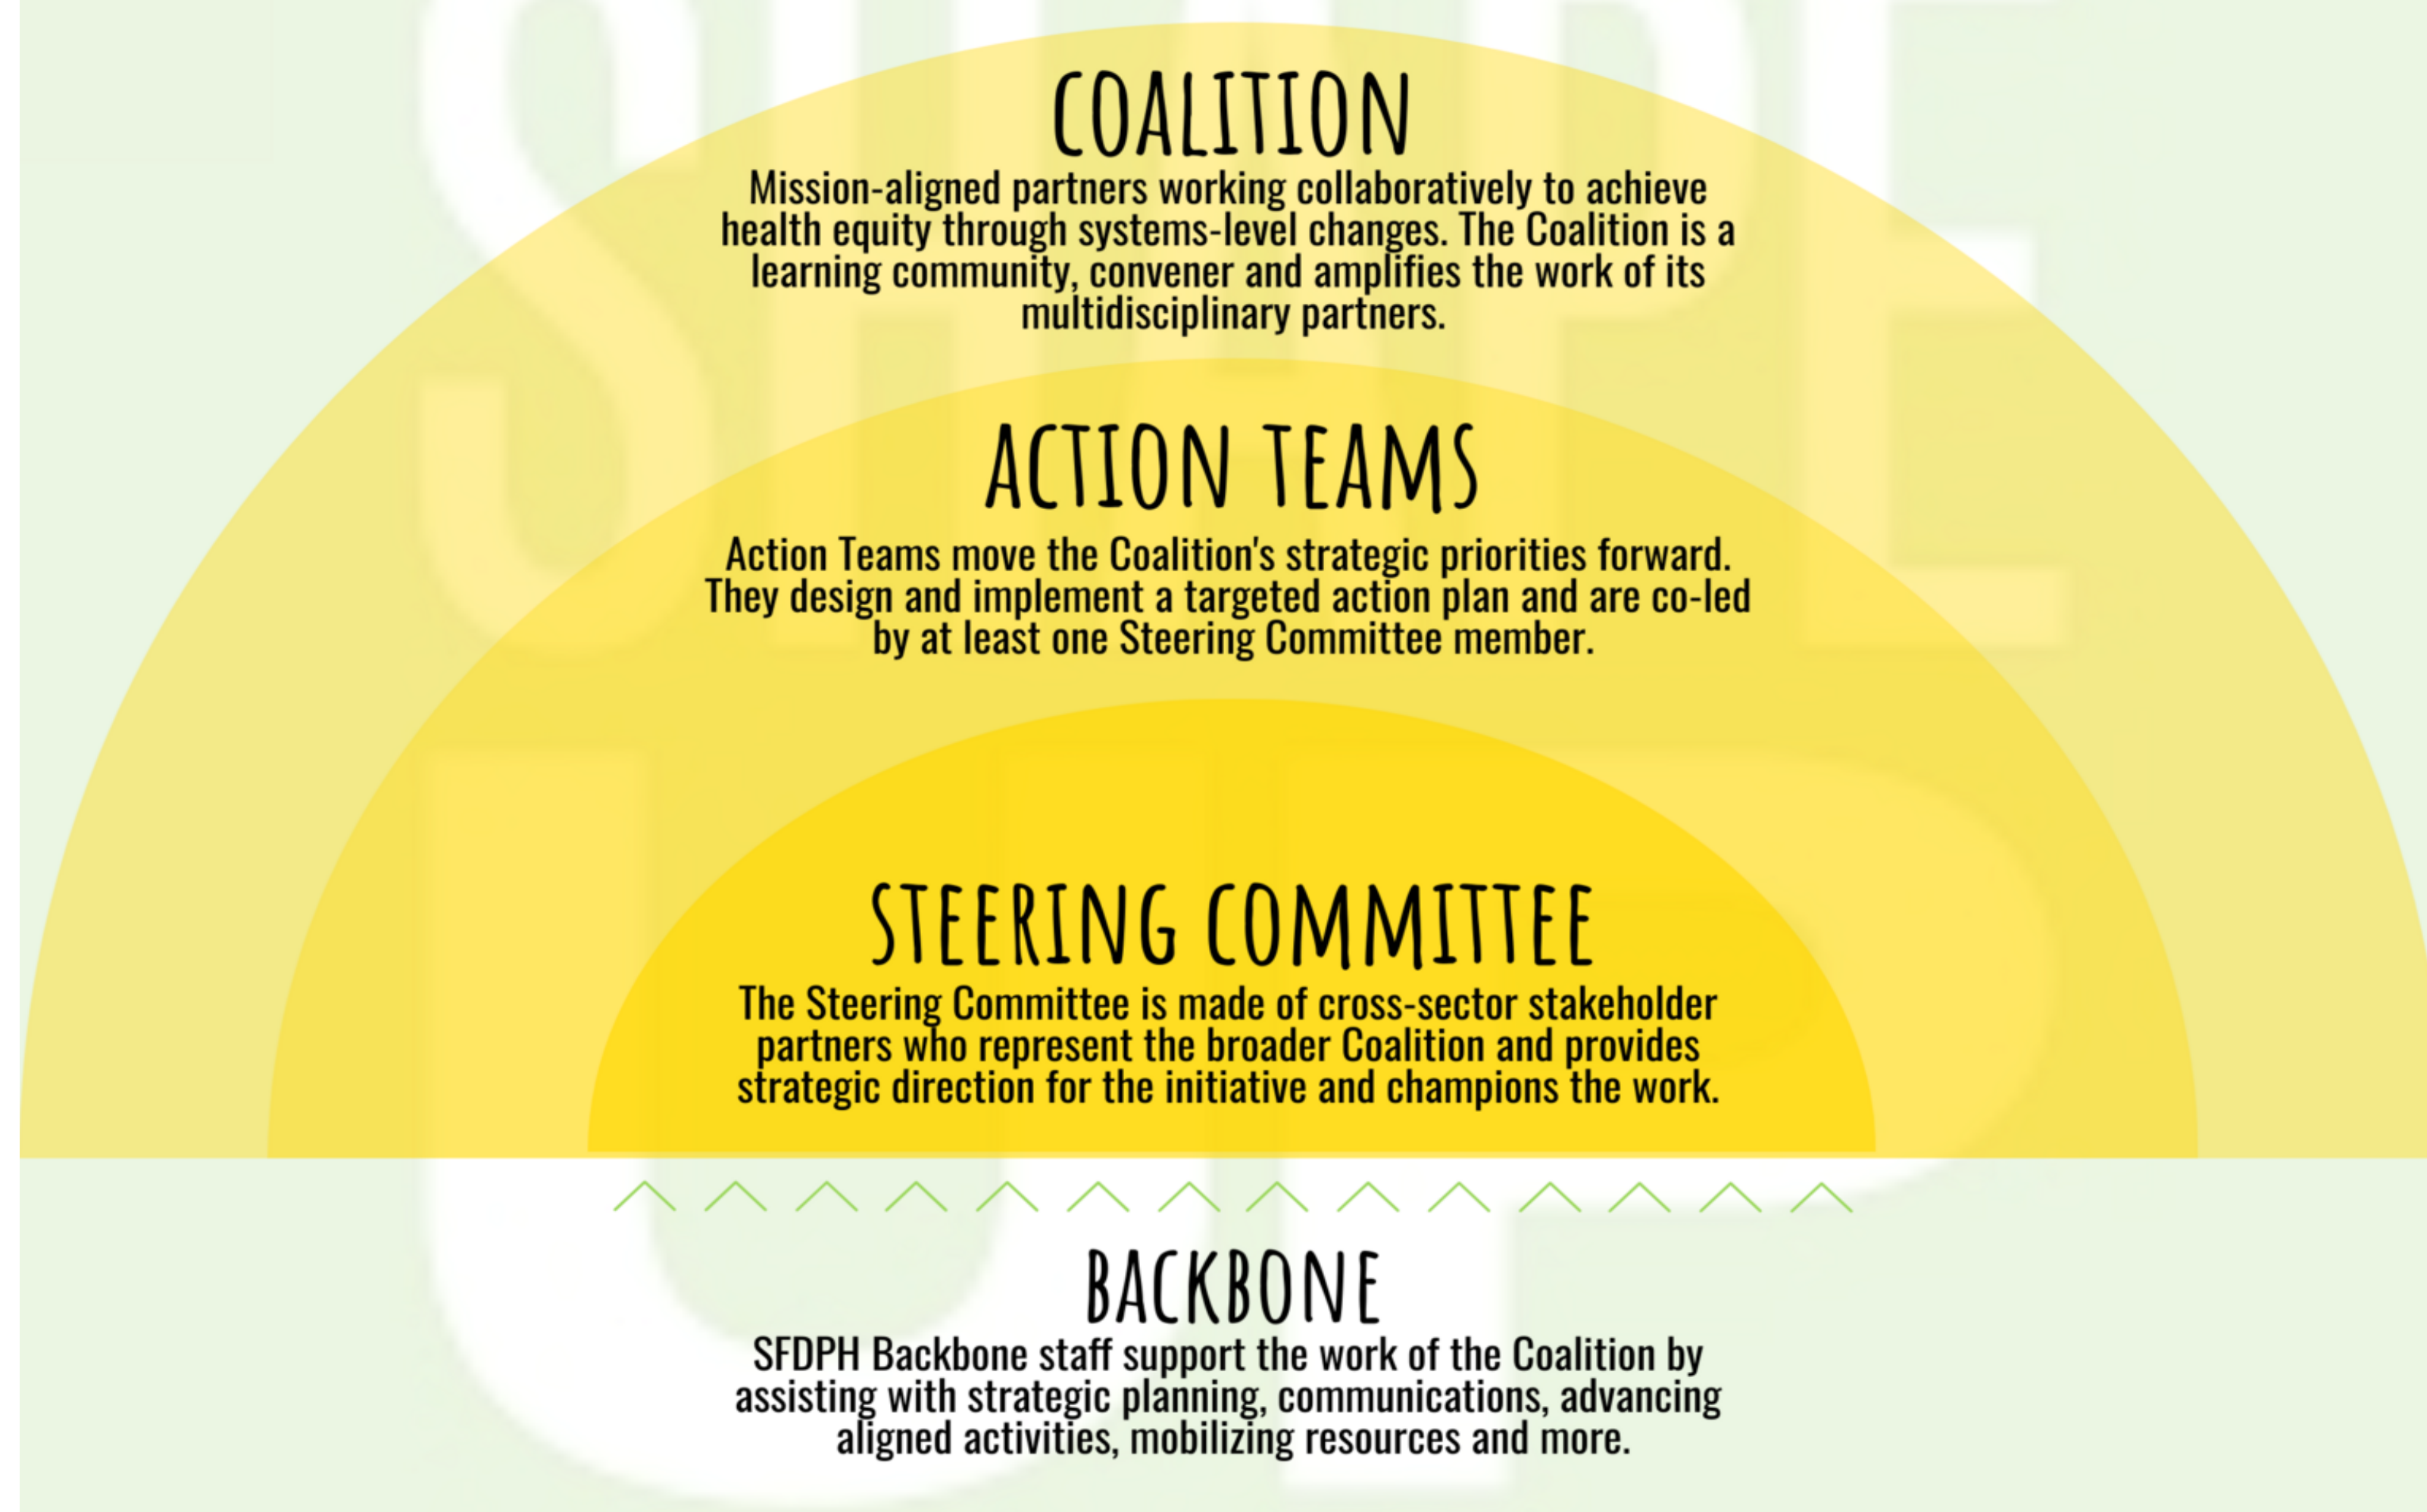 SHAPE
UP
COALITION
Mission-aligned partners working collaboratively to achieve
health equity through systems-level changes. The Coalition is a
learning community, convener and amplifies the work of its
multidisciplinary partners.
ACTION TEAMS
Action Teams move the Coalition's strategic priorities forward.
They design and implement a targeted action plan and are co-led
by at least one Steering Committee member.
STEERING COMMITTEE
The Steering Committee is made of cross-sector stakeholder
partners who represent the broader Coalition and provides
strategic direction for the initiative and champions the work.
BACKBONE
SFDPH Backbone staff support the work of the Coalition by
assisting with strategic planning, communications, advancing
aligned activities, mobilizing resources and more.